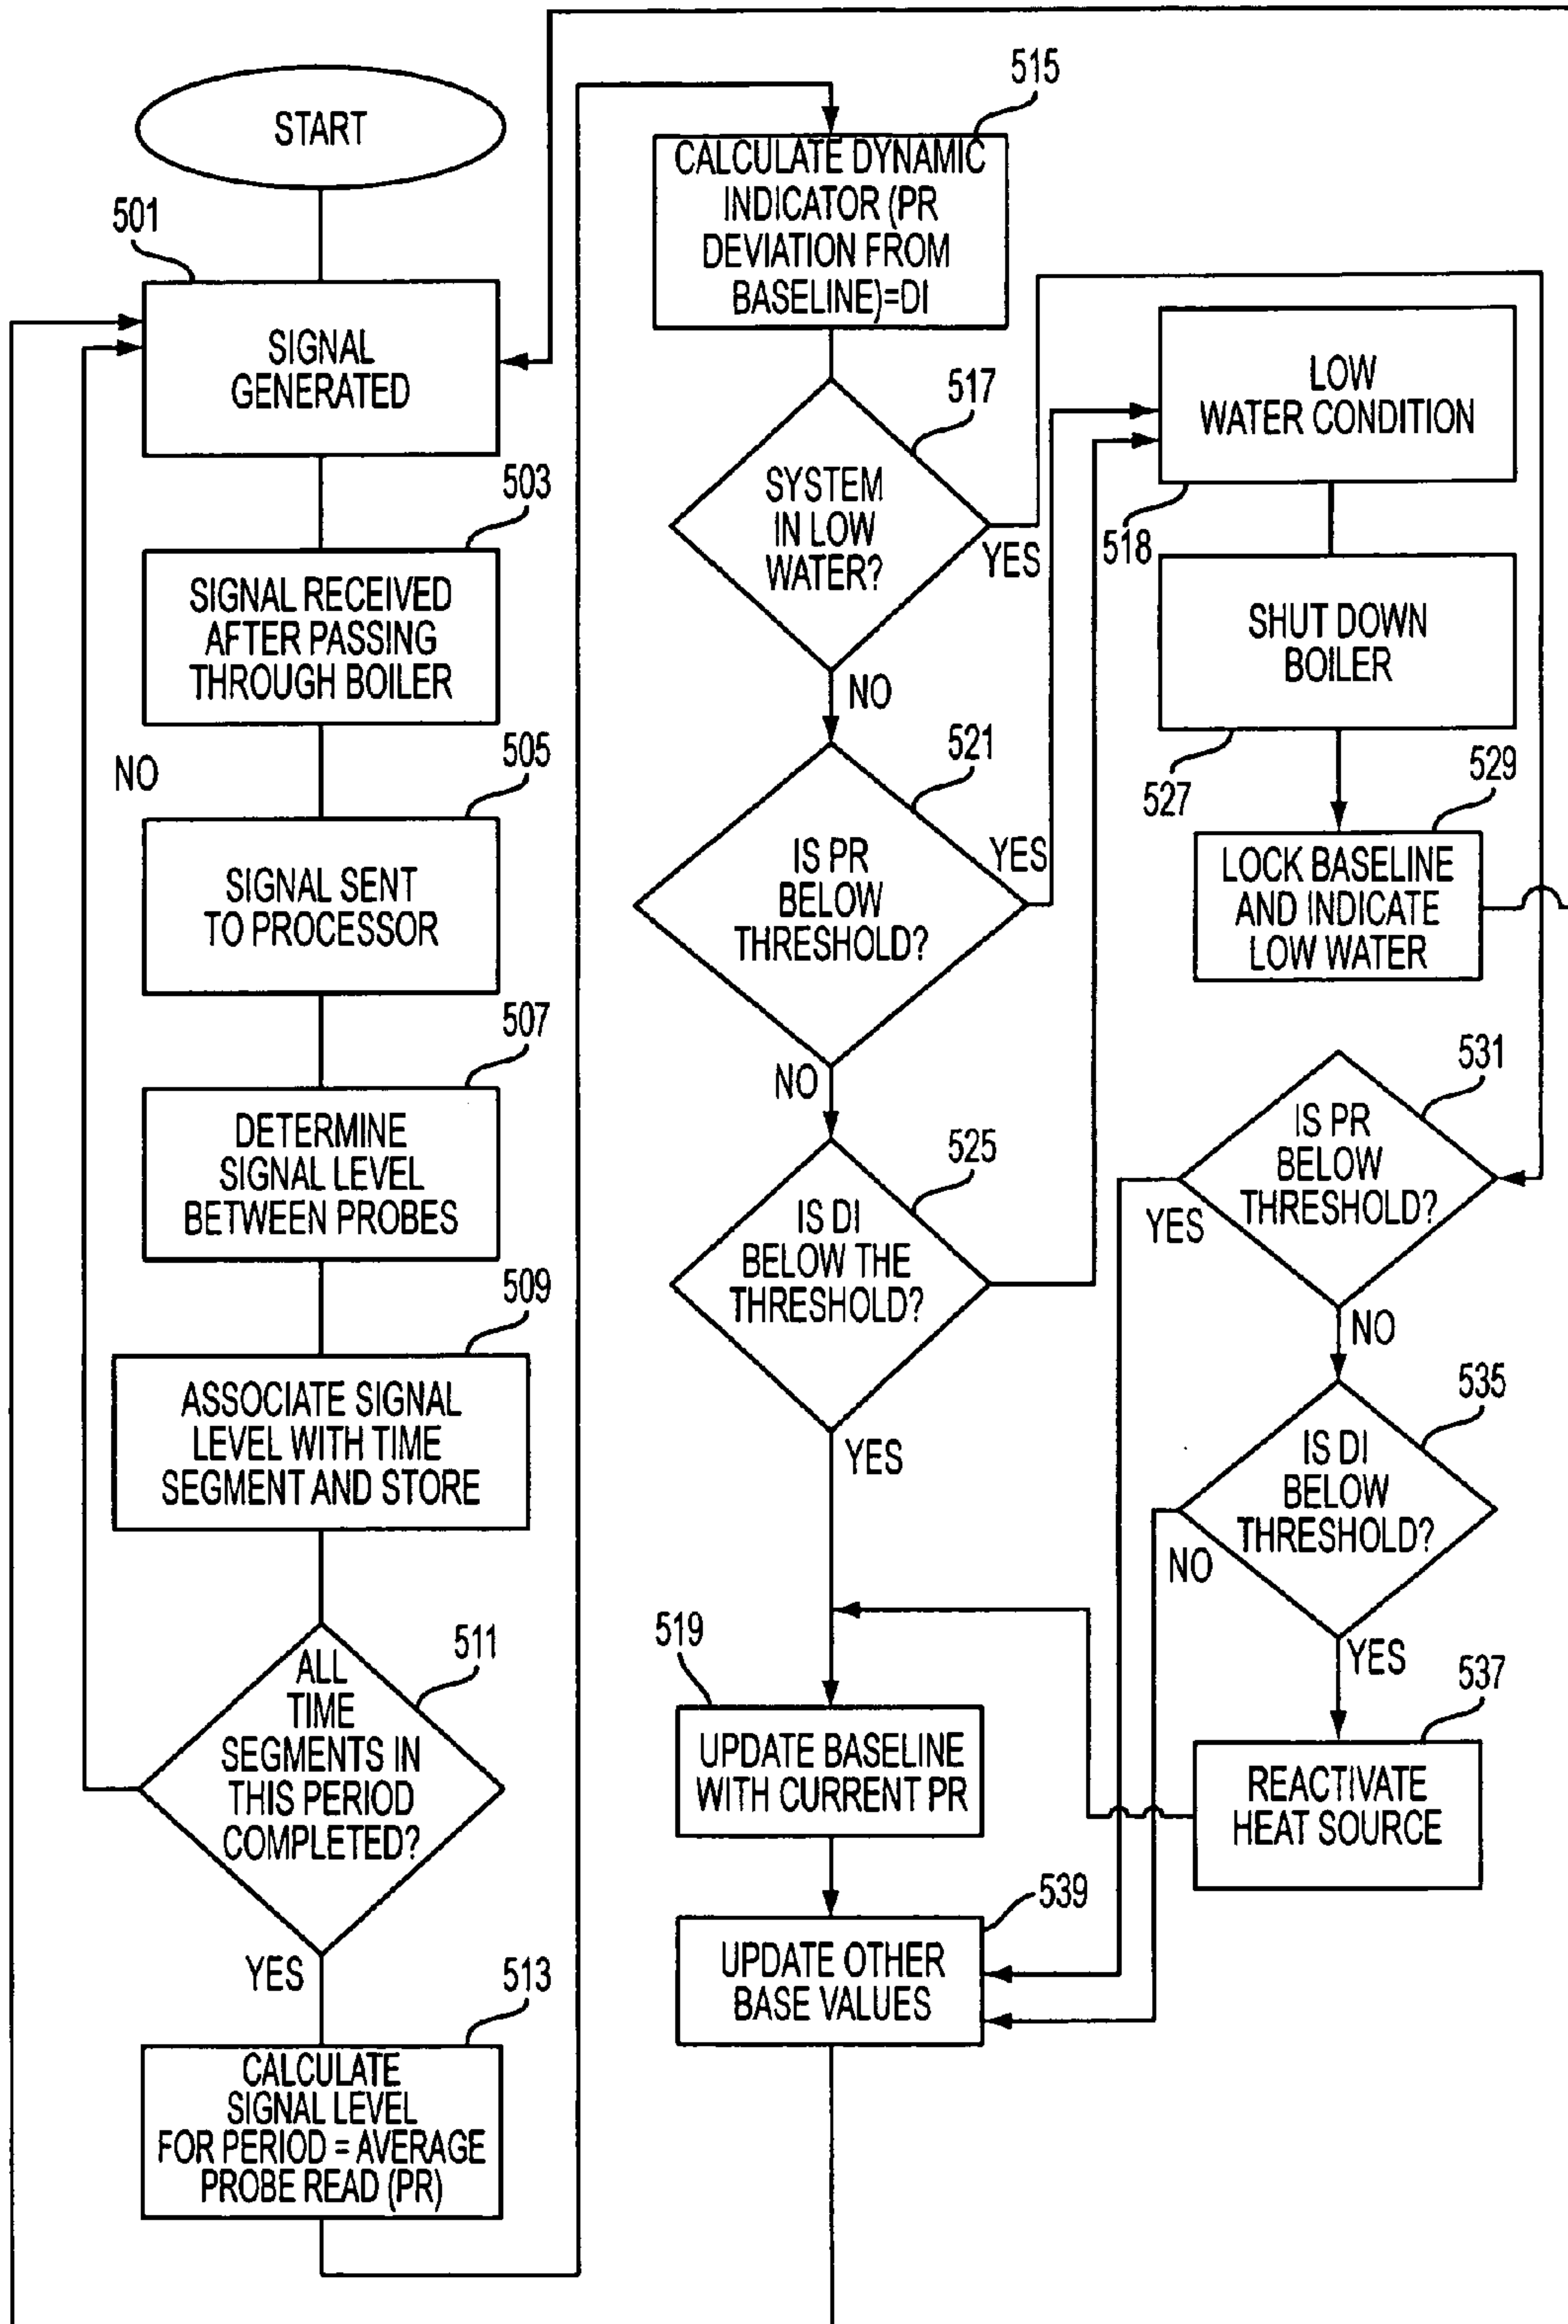 START
501
SIGNAL
GENERATED
503
SIGNAL RECEIVED
AFTER PASSING
THROUGH BOILER
NO
505
SIGNAL SENT
TO PROCESSOR
507
DETERMINE
SIGNAL LEVEL
BETWEEN PROBES
509
ASSOCIATE SIGNAL
LEVEL WITH TIME
SEGMENT AND STORE
511
ALL
TIME
SEGMENTS IN
THIS PERIOD
COMPLETED?
YES
513
CALCULATE
SIGNAL LEVEL
FOR PERIOD = AVERAGE
PROBE READ (PR)
515
CALCULATE DYNAMIC
INDICATOR (PR
DEVIATION FROM
BASELINE)=DI
517
SYSTEM
IN LOW
WATER?
YES
NO
521
IS PR
BELOW
THRESHOLD?
YES
NO
525
IS DI
BELOW THE
THRESHOLD?
YES
519
UPDATE BASELINE
WITH CURRENT PR
539
UPDATE OTHER
BASE VALUES
LOW
WATER CONDITION
518
SHUT DOWN
BOILER
527
529
LOCK BASELINE
AND INDICATE
LOW WATER
531
IS PR
BELOW
THRESHOLD?
YES
NO
535
IS DI
BELOW
THRESHOLD?
NO
YES
537
REACTIVATE
HEAT SOURCE